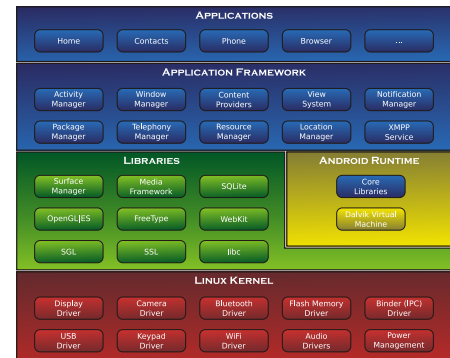 APPLICATIONS
Home Contacts Phone Browser ...
APPLICATION FRAMEWORK
Activity Manager Window Manager Content Providers View System Notification Manager
Package Manager Telephony Manager Resource Manager Location Manager XMPP Service
LIBRARIES
Surface Manager Media Framework SQLite
OpenGL|ES FreeType WebKit
SGL SSL libc
ANDROID RUNTIME
Core Libraries
Dalvik Virtual Machine
LINUX KERNEL
Display Driver Camera Driver Bluetooth Driver Flash Memory Driver Binder (IPC) Driver
USB Driver Keypad Driver WiFi Driver Audio Drivers Power Management